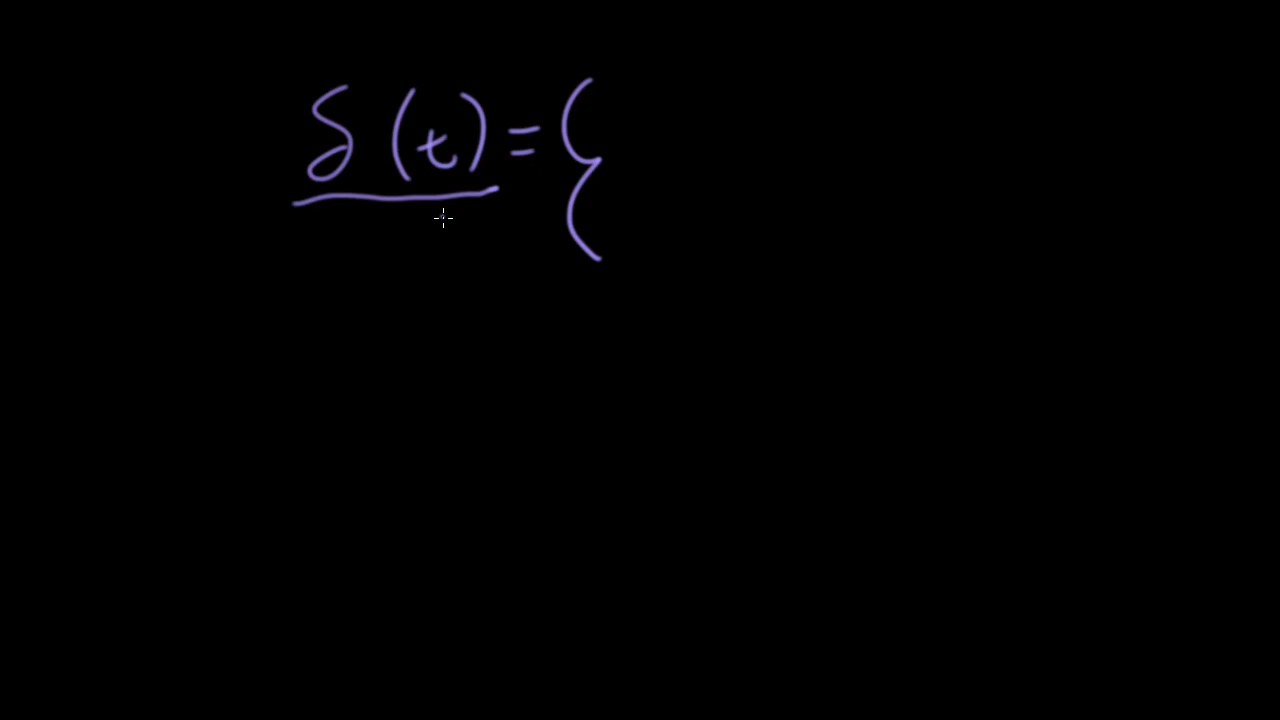 δ(t) = {